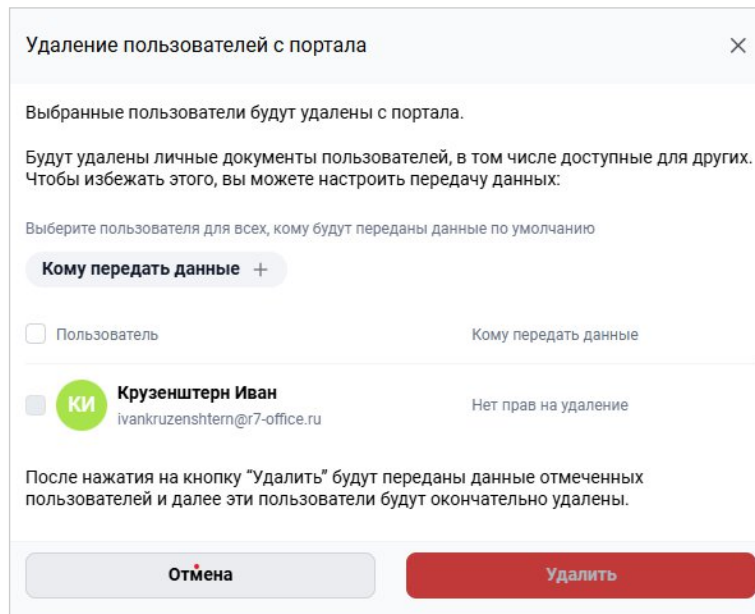 Удаление пользователей с портала
Выбранные пользователи будут удалены с портала.
Будут удалены личные документы пользователей, в том числе доступные для других.
Чтобы избежать этого, вы можете настроить передачу данных:
Выберите пользователя для всех, кому будут переданы данные по умолчанию
Кому передать данные +
Пользователь Кому передать данные
КИ Крузенштерн Иван
ivankruzenshtern@r7-office.ru Нет прав на удаление
После нажатия на кнопку “Удалить” будут переданы данные отмеченных
пользователей и далее эти пользователи будут окончательно удалены.
Отмена Удалить